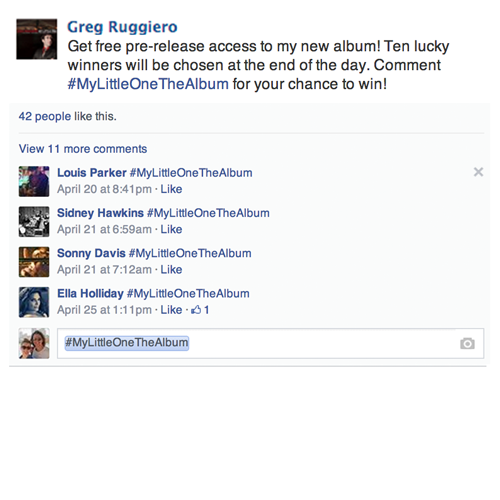 Greg Ruggiero
Get free pre-release access to my new album! Ten lucky
winners will be chosen at the end of the day. Comment
#MyLittleOneTheAlbum for your chance to win!
42 people like this.
View 11 more comments
Louis Parker #MyLittleOneTheAlbum
April 20 at 8:41pm · Like
Sidney Hawkins #MyLittleOneTheAlbum
April 21 at 6:59am · Like
Sonny Davis #MyLittleOneTheAlbum
April 21 at 7:12am · Like
Ella Holliday #MyLittleOneTheAlbum
April 25 at 1:11pm · Like · 1
#MyLittleOneTheAlbum